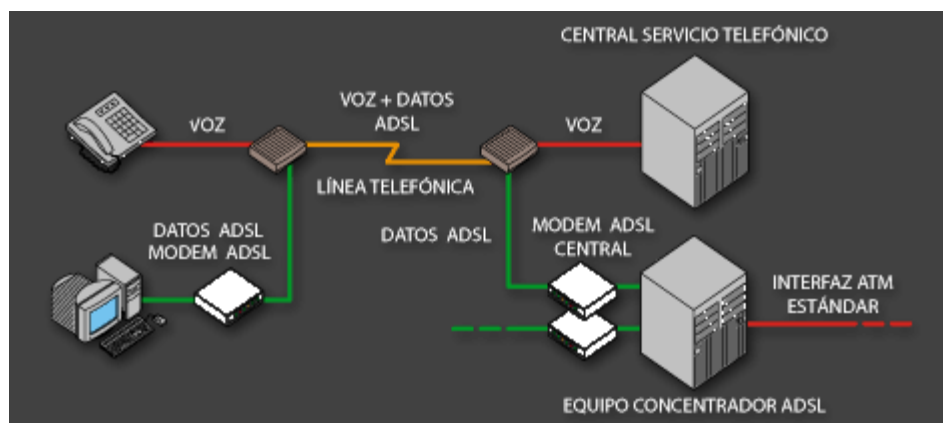 CENTRAL SERVICIO TELEFÓNICO
VOZ + DATOS
ADSL
VOZ
VOZ
LÍNEA TELEFÓNICA
DATOS ADSL
MODEM ADSL
DATOS ADSL
MODEM ADSL
CENTRAL
INTERFAZ ATM
ESTÁNDAR
EQUIPO CONCENTRADOR ADSL